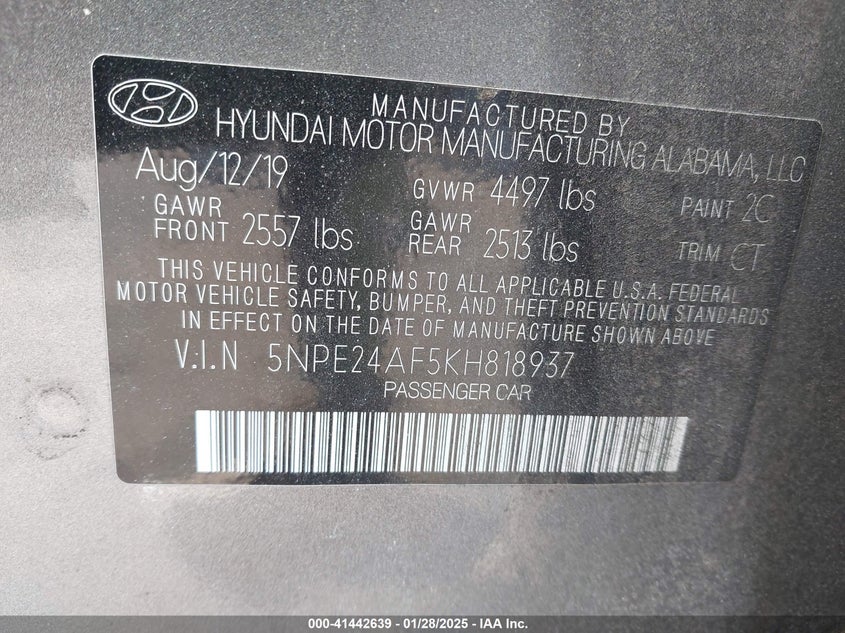 MANUFACTURED BY
HYUNDAI MOTOR MANUFACTURING ALABAMA, LLC
Aug/12/19 GVWR 4497 lbs PAINT 2C
GAWR FRONT 2557 lbs GAWR REAR 2513 lbs TRIM CT
THIS VEHICLE CONFORMS TO ALL APPLICABLE U.S.A. FEDERAL
MOTOR VEHICLE SAFETY, BUMPER, AND THEFT PREVENTION STANDARDS
IN EFFECT ON THE DATE OF MANUFACTURE SHOWN ABOVE
V.I.N 5NPE24AF5KH818937
PASSENGER CAR
000-41442639 - 01/28/2025 - IAA Inc.